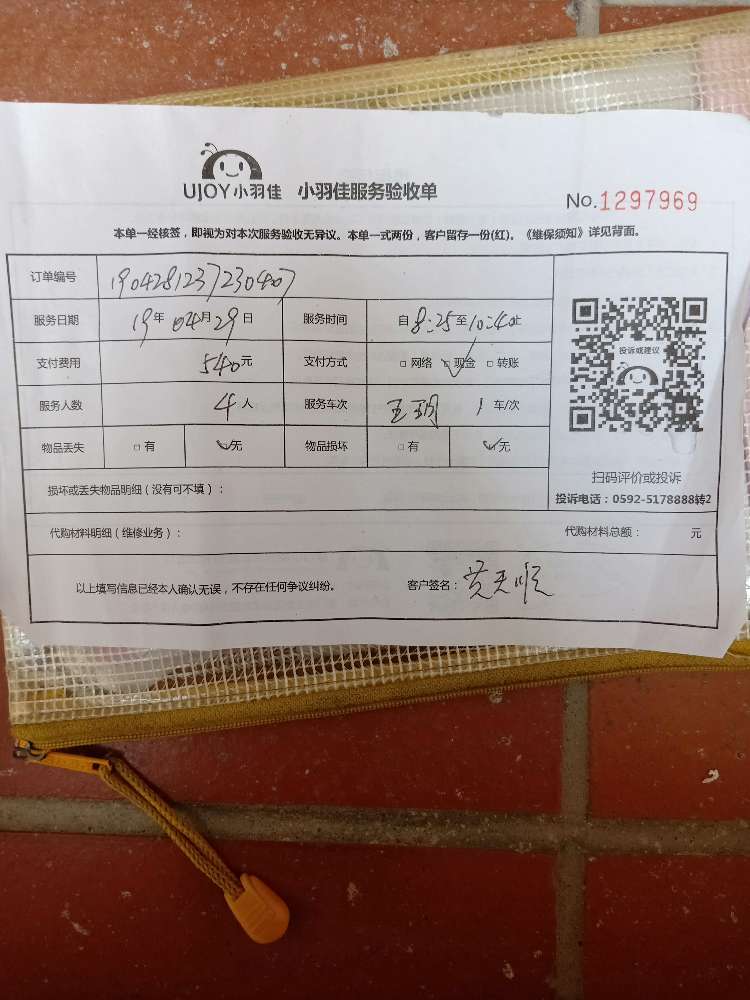 UJOY小羽佳 小羽佳服务验收单
No.1297969
本单一经核签，即视为对本次服务验收无异议。本单一式两份，客户留存一份(红)。《维保须知》详见背面。
订单编号 1904281237230407
服务日期 19年04月29日 服务时间 自8:25至10:40止
支付费用 540元 支付方式 □网络 □现金 □转账
服务人数 4人 服务车次 1车/次
物品丢失 □有 □无 物品损坏 □有 □无
投诉或建议
扫码评价或投诉
投诉电话：0592-5178888转2
损坏或丢失物品明细（没有可不填）：
代购材料明细（维修业务）： 代购材料总额： 元
以上填写信息已经本人确认无误，不存在任何争议纠纷。 客户签名：黄天顺